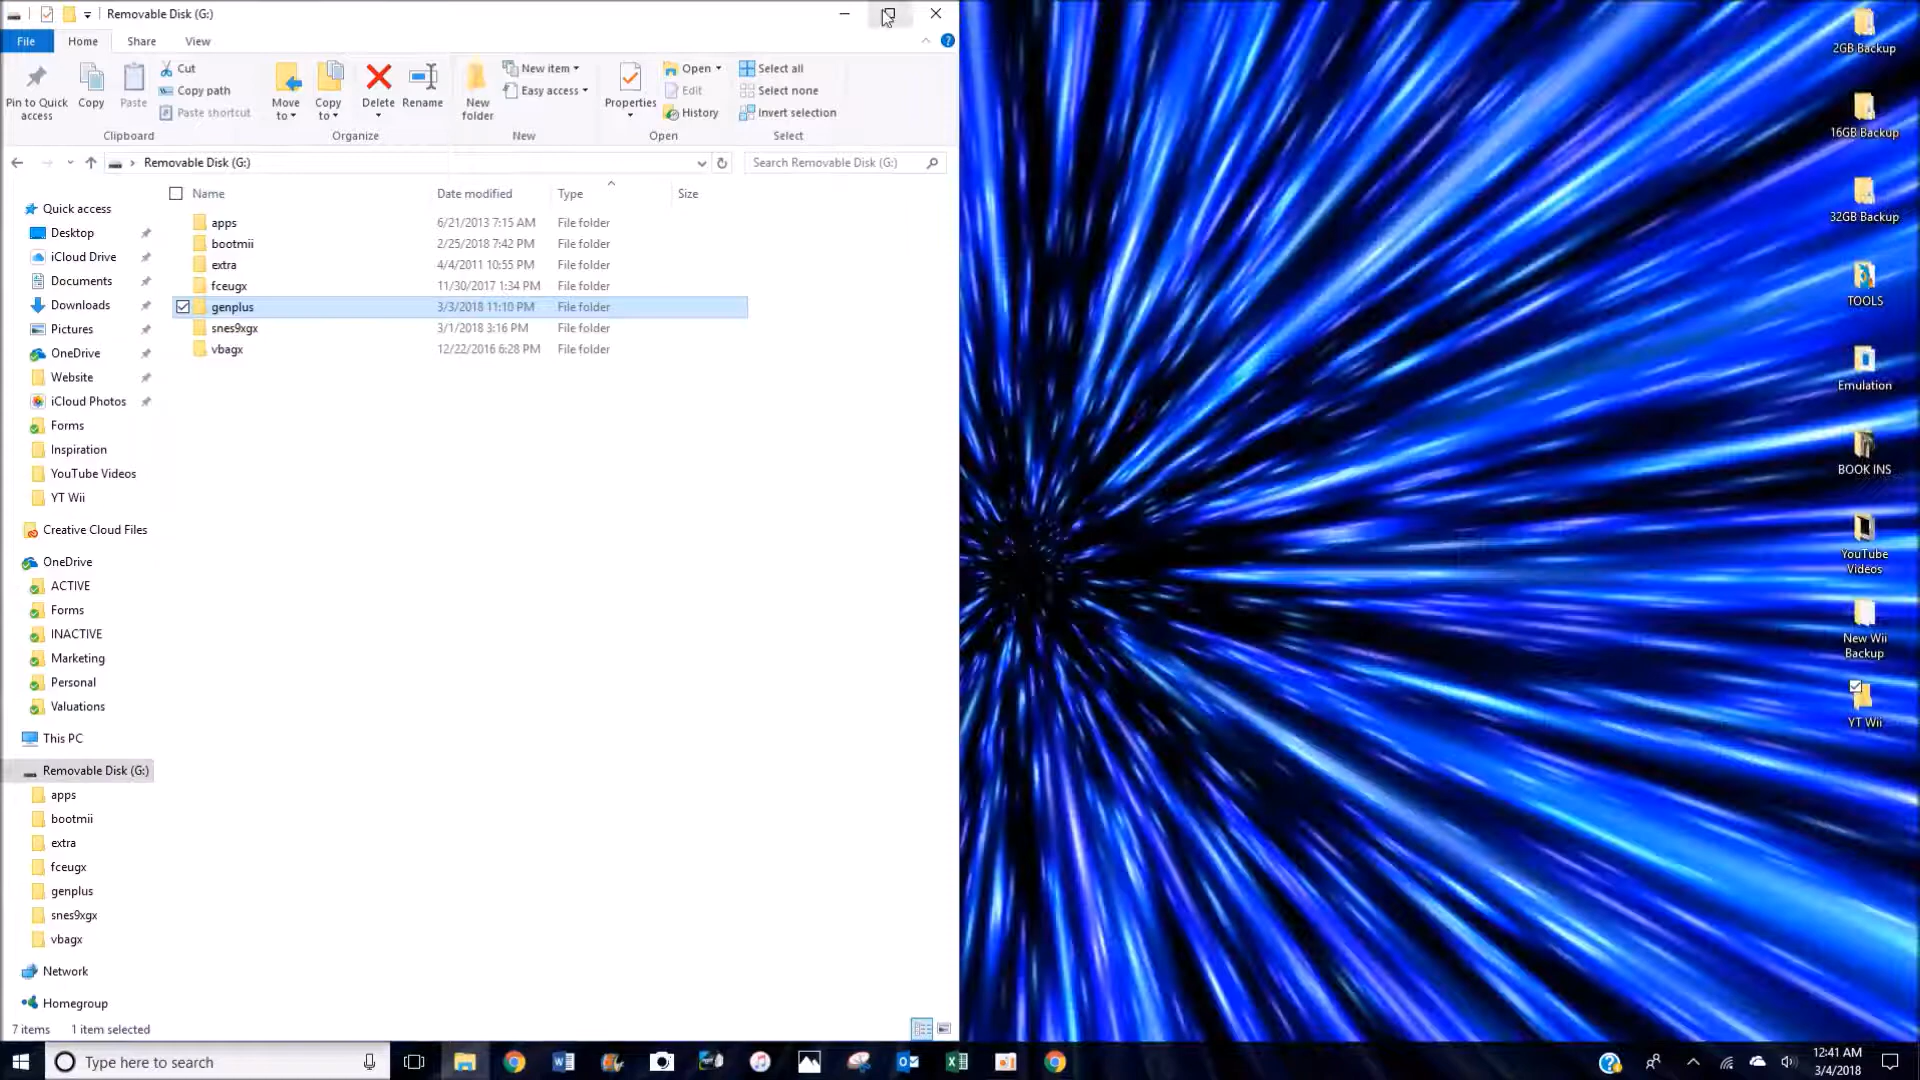 Removable Disk (G:)
File Home Share View
Pin to Quick access
Copy
Paste
Cut
Copy path
Paste shortcut
Clipboard
Move to
Copy to
Delete
Rename
Organize
New folder
New item
Easy access
New
Properties
Open
Edit
History
Open
Select all
Select none
Invert selection
Select
Removable Disk (G:)
Search Removable Disk (G:)
Name Date modified Type Size
apps 6/21/2013 7:15 AM File folder
bootmii 2/25/2018 7:42 PM File folder
extra 4/4/2011 10:55 PM File folder
fceugx 11/30/2017 1:34 PM File folder
genplus 3/3/2018 11:10 PM File folder
snes9xgx 3/1/2018 3:16 PM File folder
vbagx 12/22/2016 6:28 PM File folder
Quick access
Desktop
iCloud Drive
Documents
Downloads
Pictures
OneDrive
Website
iCloud Photos
Forms
Inspiration
YouTube Videos
YT Wii
Creative Cloud Files
OneDrive
ACTIVE
Forms
INACTIVE
Marketing
Personal
Valuations
This PC
Removable Disk (G:)
apps
bootmii
extra
fceugx
genplus
snes9xgx
vbagx
Network
Homegroup
7 items 1 item selected
2GB Backup
16GB Backup
32GB Backup
TOOLS
Emulation
BOOK INS
YouTube
Videos
New Wii
Backup
YT Wii
Type here to search
12:41 AM
3/4/2018